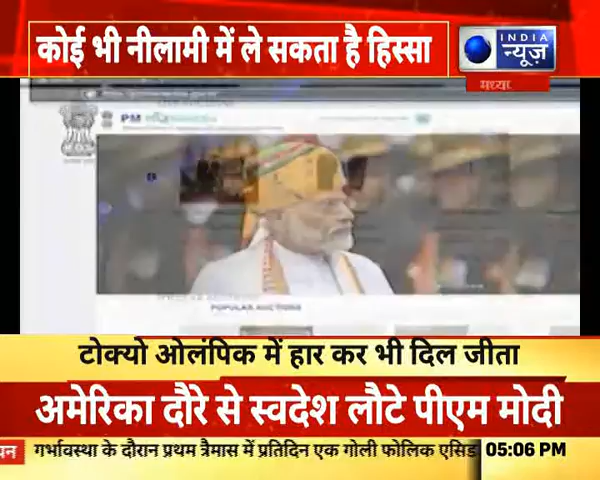 कोई भी नीलामी में ले सकता है हिस्सा
INDIA
न्यूज़
मध्य
PM
POPULAR AUCTIONS
टोक्यो ओलंपिक में हार कर भी दिल जीता
अमेरिका दौरे से स्वदेश लौटे पीएम मोदी
गर्भावस्था के दौरान प्रथम त्रैमास में प्रतिदिन एक गोली फोलिक एसिड
05:06 PM